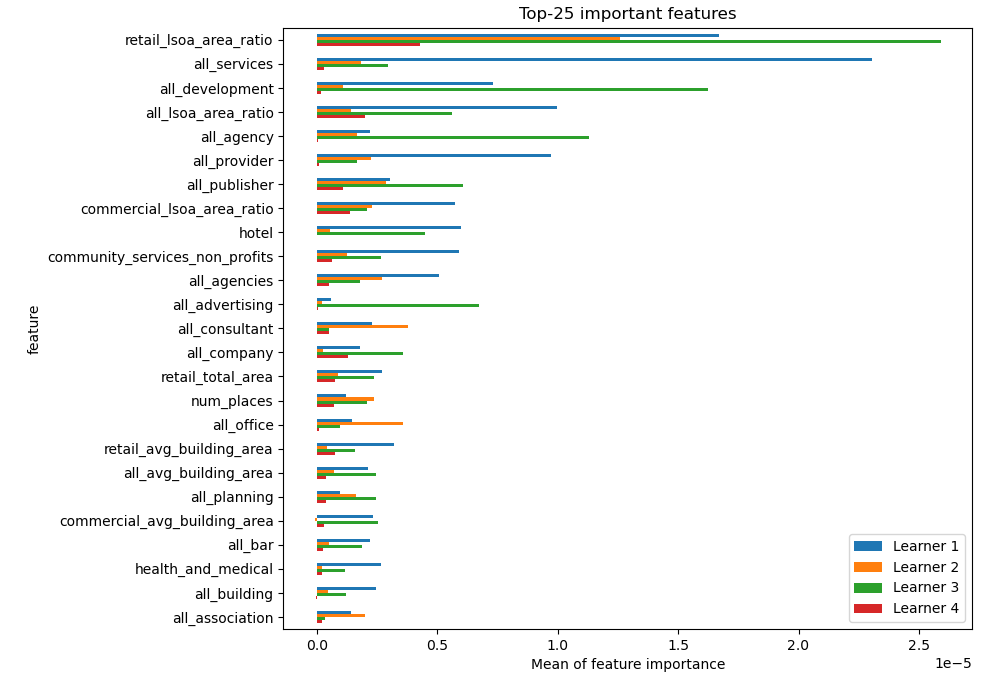 Top-25 important features
retail_lsoa_area_ratio
all_services
all_development
all_lsoa_area_ratio
all_agency
all_provider
all_publisher
commercial_lsoa_area_ratio
hotel
community_services_non_profits
all_agencies
all_advertising
all_consultant
all_company
retail_total_area
num_places
all_office
retail_avg_building_area
all_avg_building_area
all_planning
commercial_avg_building_area
all_bar
health_and_medical
all_building
all_association
feature
Learner 1
Learner 2
Learner 3
Learner 4
0.0 0.5 1.0 1.5 2.0 2.5
1e−5
Mean of feature importance